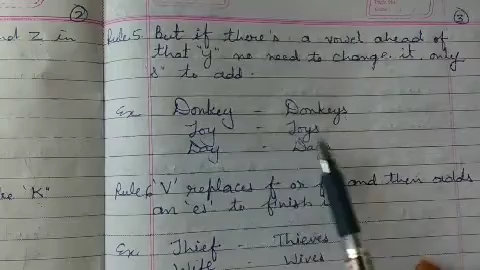 ②
③
nd Z in
Rule 5 But if there's a vowel ahead of
that "y" no need to change it only
s" to add.
Ex Donkey - Donkeys
Toy - Toys
Day -
ke "K"
Rule 6 'V' replaces f or and then adds
an 'es' to finish
Ex. Thief - Thieves
Wife - Wives